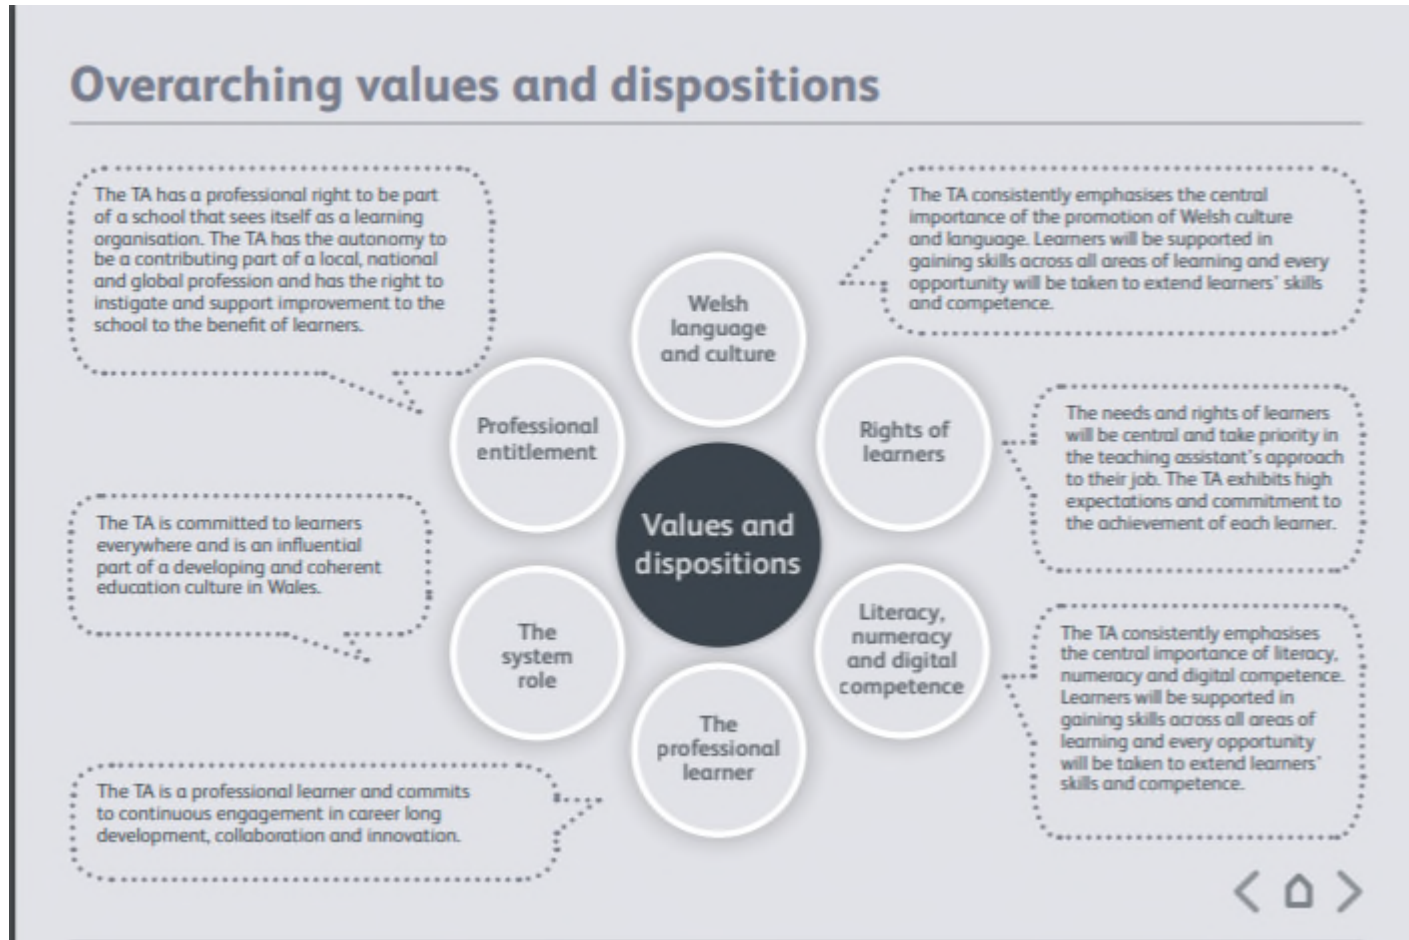 Overarching values and dispositions
The TA has a professional right to be part
of a school that sees itself as a learning
organisation. The TA has the autonomy to
be a contributing part of a local, national
and global profession and has the right to
instigate and support improvement to the
school to the benefit of learners.
The TA consistently emphasises the central
importance of the promotion of Welsh culture
and language. Learners will be supported in
gaining skills across all areas of learning and every
opportunity will be taken to extend learners' skills
and competence.
Welsh
language
and culture
Professional
entitlement
Rights of
learners
The needs and rights of learners
will be central and take priority in
the teaching assistant's approach
to their job. The TA exhibits high
expectations and commitment to
the achievement of each learner.
Values and
dispositions
The TA is committed to learners
everywhere and is an influential
part of a developing and coherent
education culture in Wales.
The
system
role
Literacy,
numeracy
and digital
competence
The TA consistently emphasises
the central importance of literacy,
numeracy and digital competence.
Learners will be supported in
gaining skills across all areas of
learning and every opportunity
will be taken to extend learners'
skills and competence.
The
professional
learner
The TA is a professional learner and commits
to continuous engagement in career long
development, collaboration and innovation.